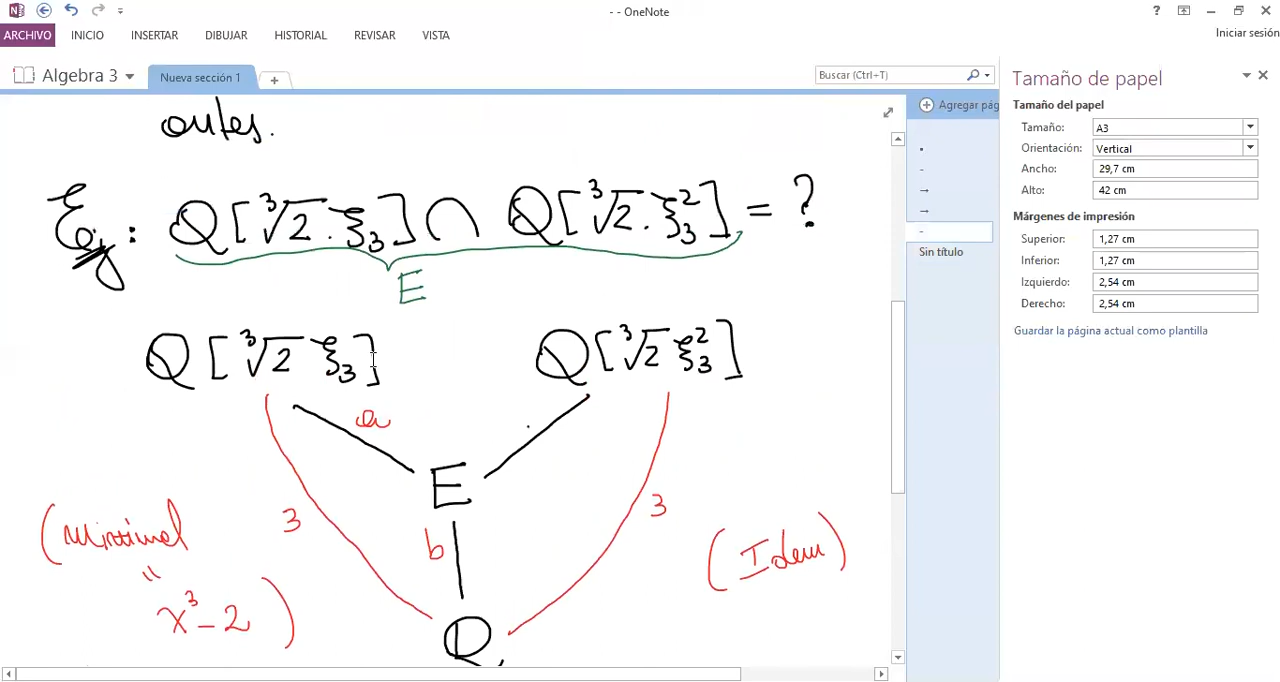 - - OneNote
ARCHIVO INICIO INSERTAR DIBUJAR HISTORIAL REVISAR VISTA
Iniciar sesión
Algebra 3 Nueva sección 1 +
Buscar (Ctrl+T)
Agregar pág
-
→
→
-
Sin título
Tamaño de papel
Tamaño del papel
Tamaño: A3
Orientación: Vertical
Ancho: 29,7 cm
Alto: 42 cm
Márgenes de impresión
Superior: 1,27 cm
Inferior: 1,27 cm
Izquierdo: 2,54 cm
Derecho: 2,54 cm
Guardar la página actual como plantilla
antes.
Ej: Q[∛2 · ξ₃] ∩ Q[∛2 · ξ₃²] = ?
E
Q[∛2 ξ₃] Q[∛2 ξ₃²]
a
E
3 3
b
(Minimal (Idem)
"
x³ - 2)
Q